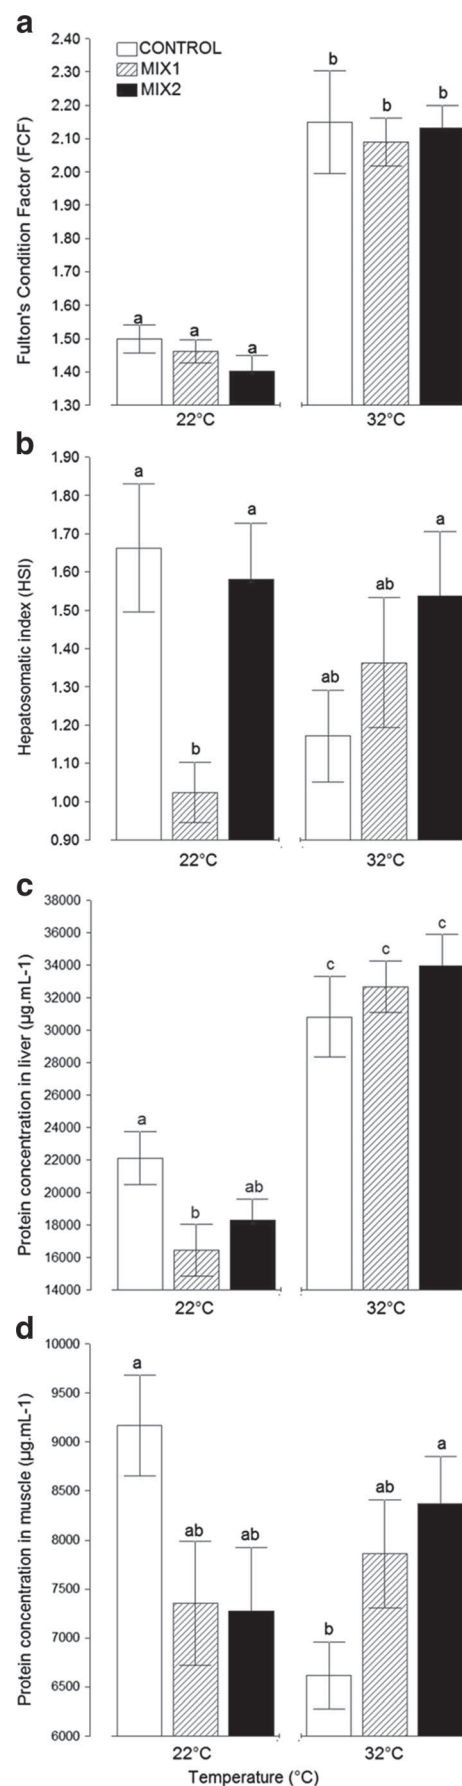 a
Fulton's Condition Factor (FCF)
2.40
2.30
2.20
2.10
2.00
1.90
1.80
1.70
1.60
1.50
1.40
1.30
CONTROL
MIX1
MIX2
a
a
a
b
b
b
22°C
32°C
b
Hepatosomatic index (HSI)
1.90
1.80
1.70
1.60
1.50
1.40
1.30
1.20
1.10
1.00
0.90
a
b
a
ab
ab
a
22°C
32°C
c
Protein concentration in liver (µg.mL-1)
38000
36000
34000
32000
30000
28000
26000
24000
22000
20000
18000
16000
14000
a
b
ab
c
c
c
22°C
32°C
d
Protein concentration in muscle (µg.mL-1)
10000
9500
9000
8500
8000
7500
7000
6500
6000
a
ab
ab
b
ab
a
22°C
32°C
Temperature (°C)